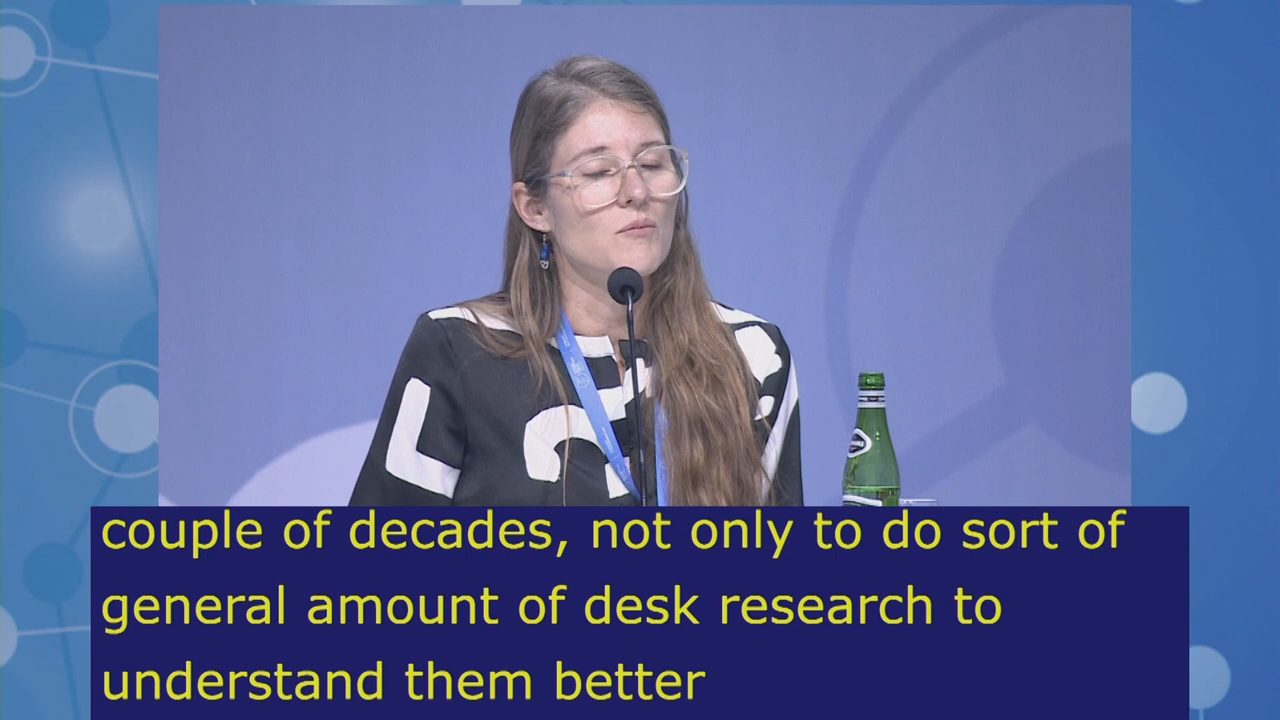 couple of decades, not only to do sort of
general amount of desk research to
understand them better